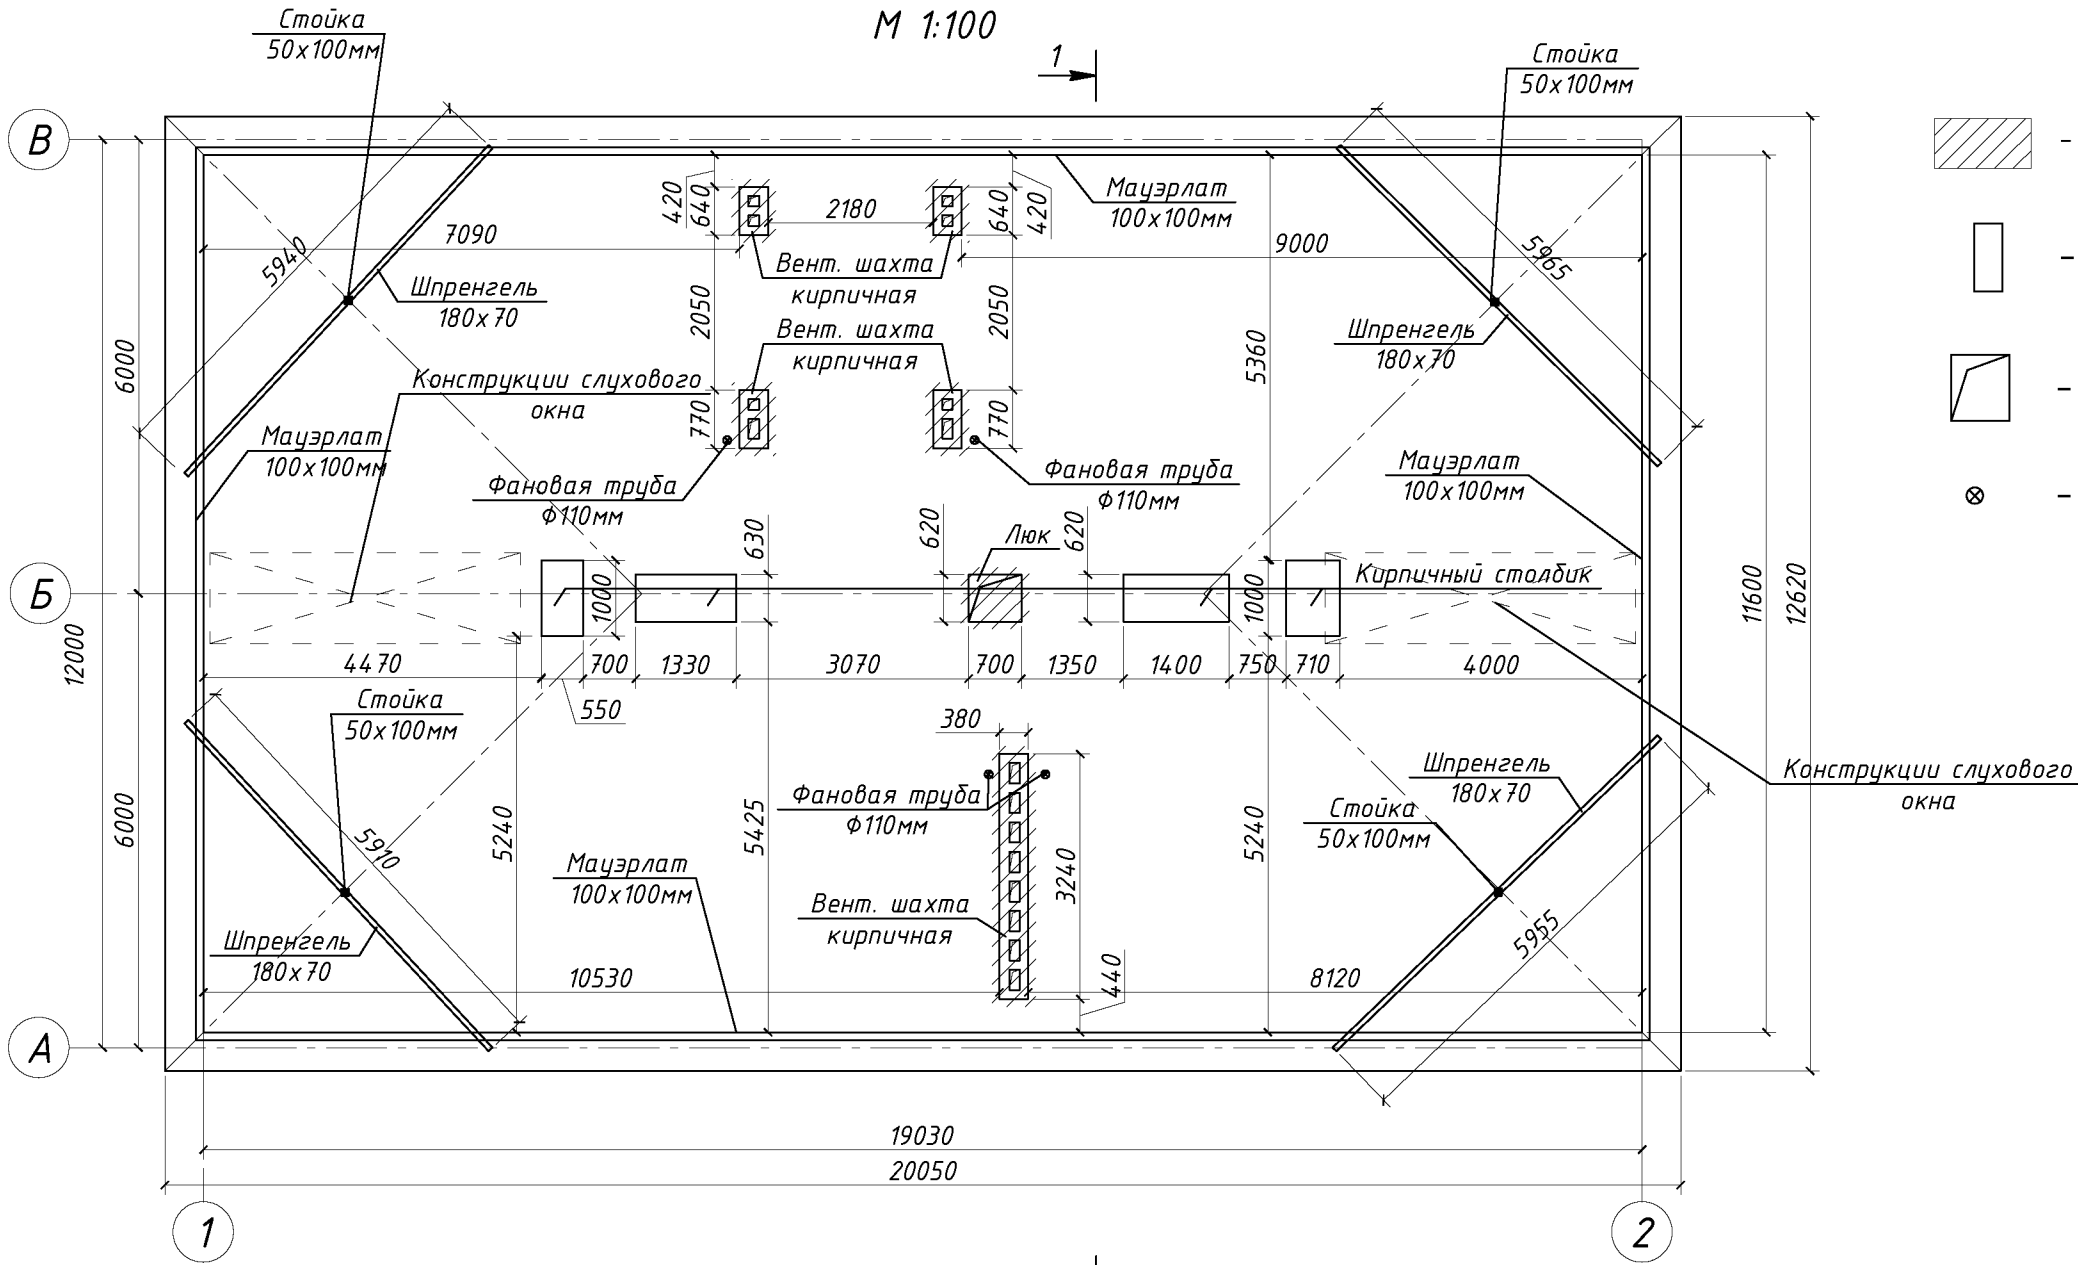 М 1:100
1
Стойка
50х100мм
Стойка
50х100мм
В
Мауэрлат
100х100мм
420
640
2180
640
420
7090
9000
5940
5965
Вент. шахта
кирпичная
Шпренгель
180х70
2050
2050
Вент. шахта
кирпичная
Шпренгель
180х70
6000
5360
Конструкции слухового
окна
770
770
Мауэрлат
100х100мм
Фановая труба
Ф110мм
Фановая труба
Ф110мм
Мауэрлат
100х100мм
630
620
Люк
620
Б
1000
1000
Кирпичный столбик
11600
12620
12000
4470
700
1330
3070
700
1350
1400
750
710
4000
550
Стойка
50х100мм
380
Шпренгель
180х70
Конструкции слухового
окна
Фановая труба
Ф110мм
Стойка
50х100мм
6000
5240
5425
5240
5910
3240
Мауэрлат
100х100мм
Вент. шахта
кирпичная
Шпренгель
180х70
5955
10530
440
8120
А
19030
20050
1
2